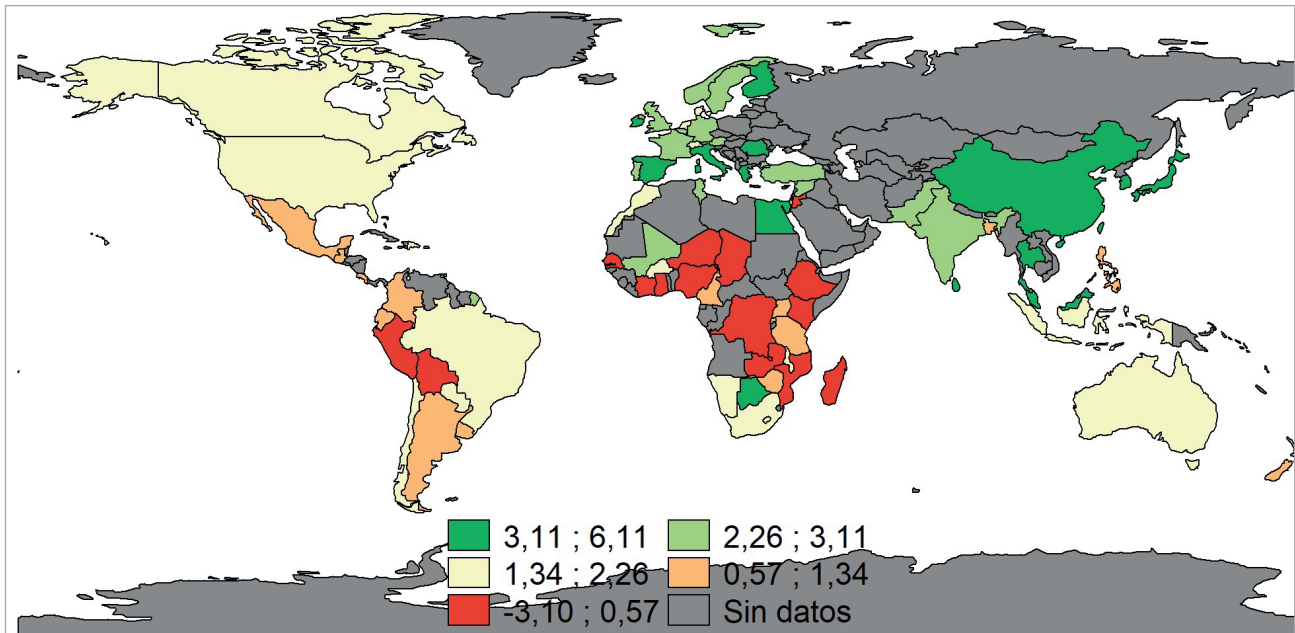 3,11 ; 6,11 2,26 ; 3,11
1,34 ; 2,26 0,57 ; 1,34
-3,10 ; 0,57 Sin datos